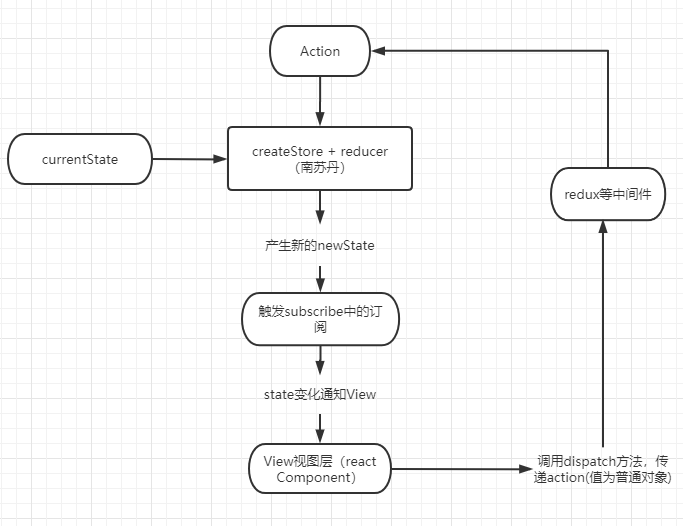 Action
currentState
createStore + reducer
（南苏丹）
redux等中间件
产生新的newState
触发subscribe中的订
阅
state变化通知View
View视图层（react
Component）
调用dispatch方法，传
递action(值为普通对象)